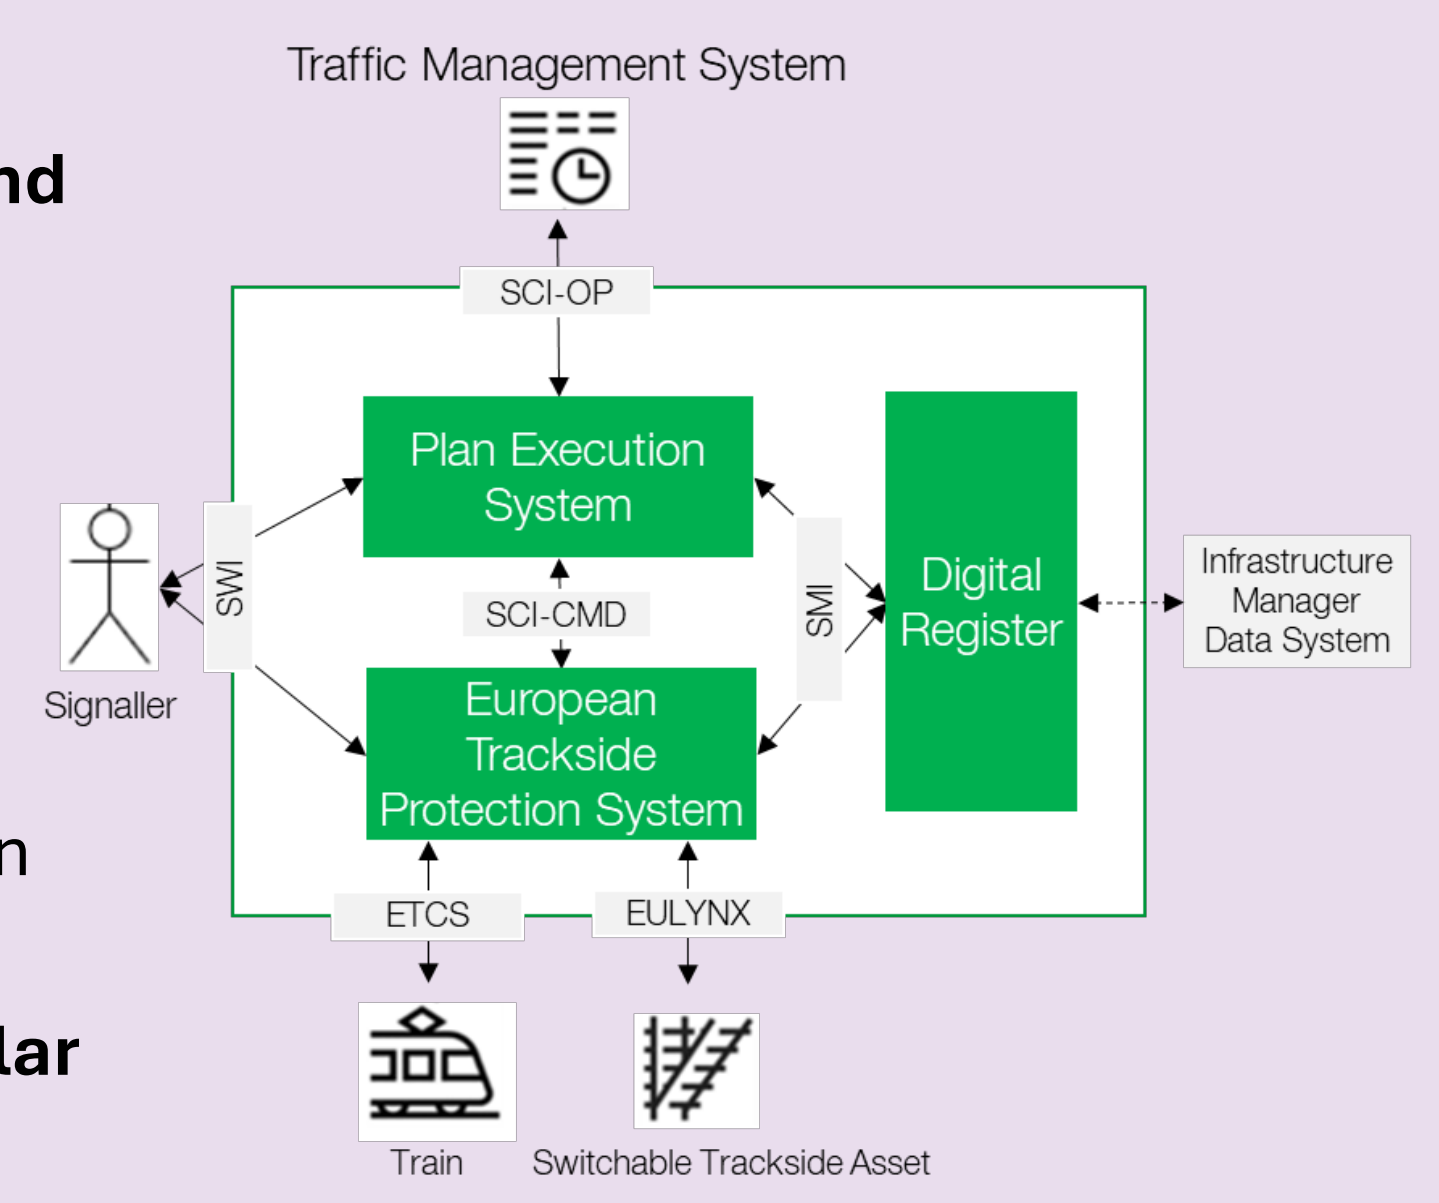 Traffic Management System
nd
SCI-OP
Plan Execution
System
SWI
Signaller
SCI-CMD
SMI
Digital
Register
Infrastructure
Manager
Data System
European
Trackside
Protection System
n
ETCS
EULYNX
lar
Train
Switchable Trackside Asset